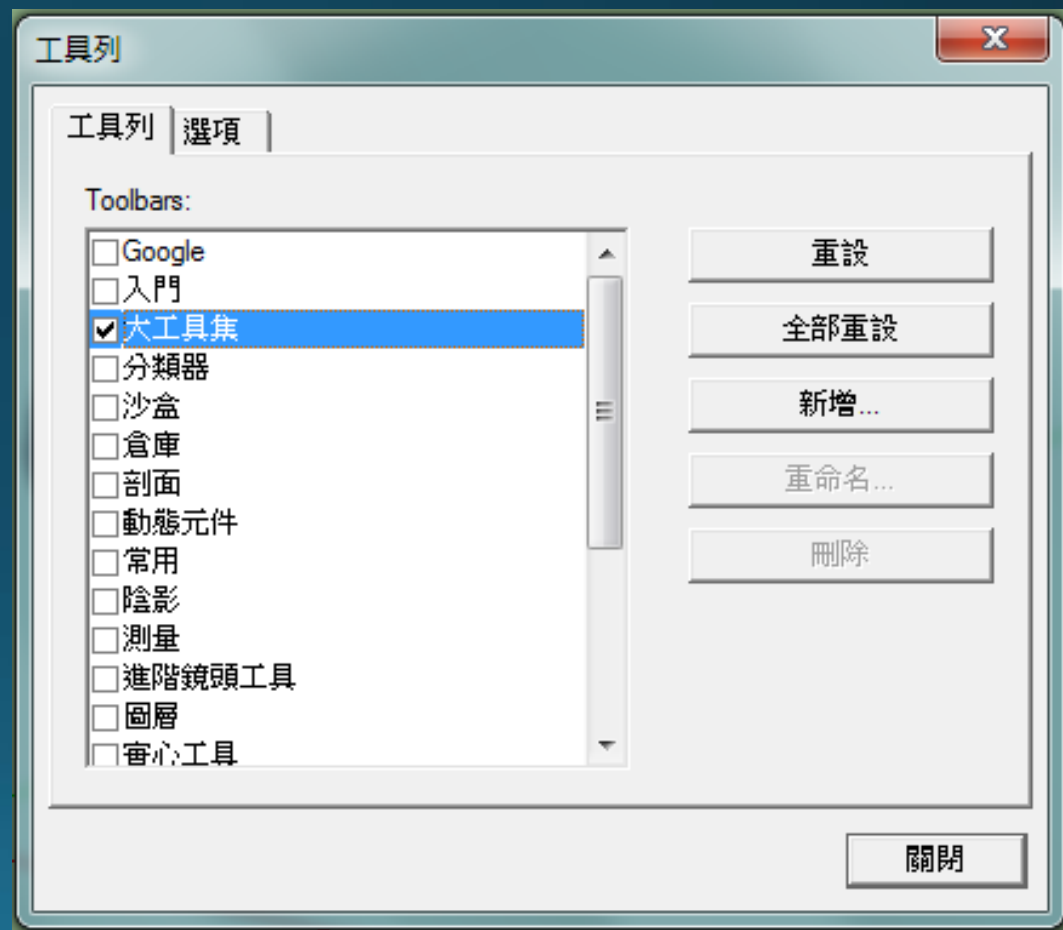 工具列
工具列
選項
Toolbars:
Google
入門
大工具集
分類器
沙盒
倉庫
剖面
動態元件
常用
陰影
測量
進階鏡頭工具
圖層
重設
全部重設
新增...
重命名...
刪除
關閉